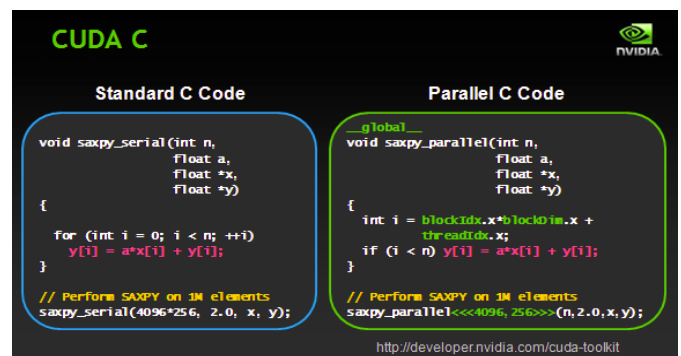 CUDA C
NVIDIA.
Standard C Code
void saxpy_serial(int n,
float a,
float *x,
float *y)
{
for (int i = 0; i < n; ++i)
y[i] = a*x[i] + y[i];
}
// Perform SAXPY on 1M elements
saxpy_serial(4096*256, 2.0, x, y);
Parallel C Code
__global__
void saxpy_parallel(int n,
float a,
float *x,
float *y)
{
int i = blockIdx.x*blockDim.x +
threadIdx.x;
if (i < n) y[i] = a*x[i] + y[i];
}
// Perform SAXPY on 1M elements
saxpy_parallel<<<4096,256>>>(n,2.0,x,y);
http://developer.nvidia.com/cuda-toolkit